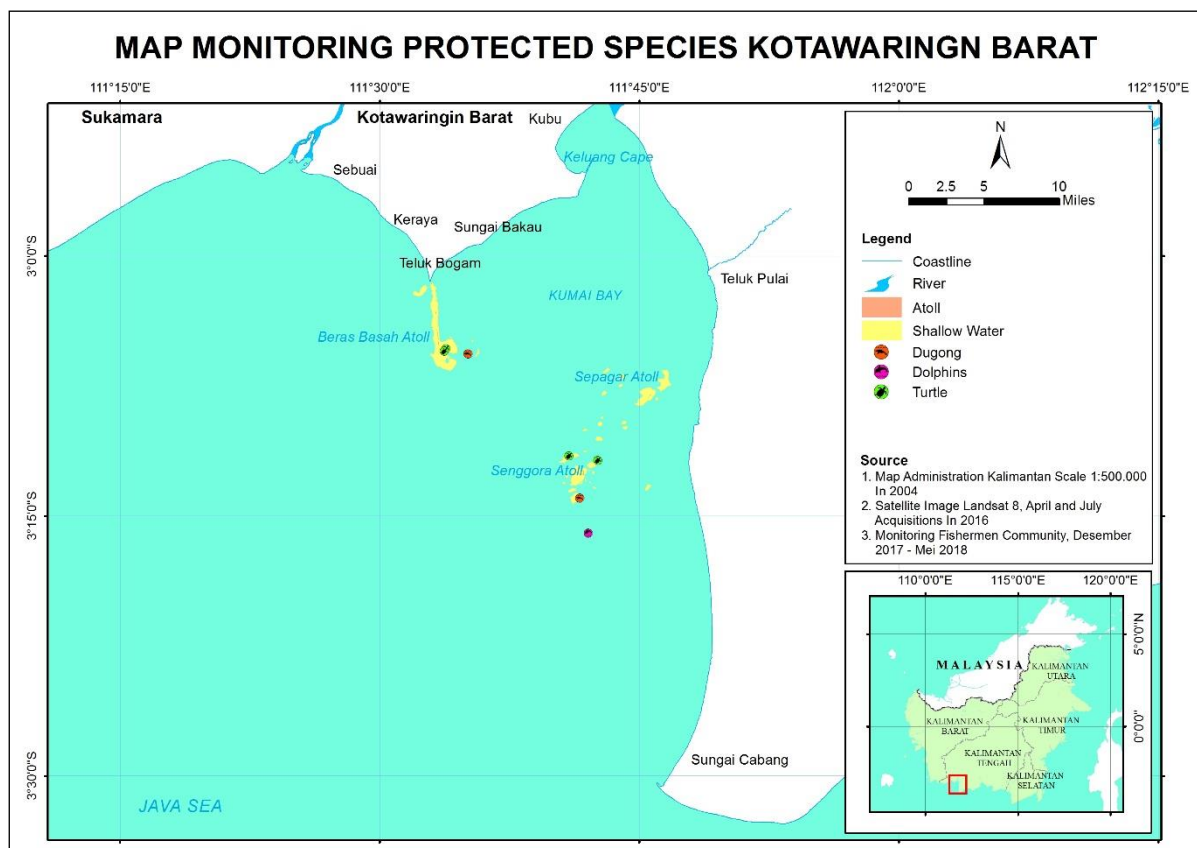 MAP MONITORING PROTECTED SPECIES KOTAWARINGN BARAT
111°15'0"E
111°30'0"E
111°45'0"E
112°0'0"E
112°15'0"E
Sukamara
Kotawaringin Barat
Kubu
Keluang Cape
Sebuai
Keraya
Sungai Bakau
Teluk Bogam
KUMAI BAY
Teluk Pulai
Beras Basah Atoll
Sepagar Atoll
Senggora Atoll
Sungai Cabang
JAVA SEA
3°0'0"S
3°15'0"S
3°30'0"S
N
0 2.5 5 10
Miles
Legend
Coastline
River
Atoll
Shallow Water
Dugong
Dolphins
Turtle
Source
1. Map Administration Kalimantan Scale 1:500.000
In 2004
2. Satellite Image Landsat 8, April and July
Acquisitions In 2016
3. Monitoring Fishermen Community, Desember
2017 - Mei 2018
110°0'0"E
115°0'0"E
120°0'0"E
5°0'0"N
0°0'0"
MALAYSIA
KALIMANTAN
UTARA
KALIMANTAN
BARAT
KALIMANTAN
TIMUR
KALIMANTAN
TENGAH
KALIMANTAN
SELATAN